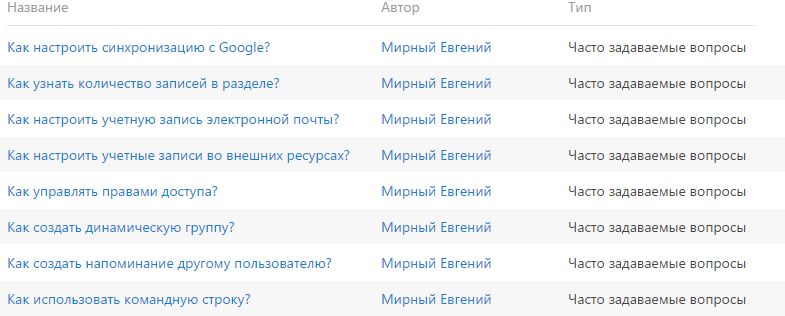 Название Автор Тип
Как настроить синхронизацию с Google? Мирный Евгений Часто задаваемые вопросы
Как узнать количество записей в разделе? Мирный Евгений Часто задаваемые вопросы
Как настроить учетную запись электронной почты? Мирный Евгений Часто задаваемые вопросы
Как настроить учетные записи во внешних ресурсах? Мирный Евгений Часто задаваемые вопросы
Как управлять правами доступа? Мирный Евгений Часто задаваемые вопросы
Как создать динамическую группу? Мирный Евгений Часто задаваемые вопросы
Как создать напоминание другому пользователю? Мирный Евгений Часто задаваемые вопросы
Как использовать командную строку? Мирный Евгений Часто задаваемые вопросы